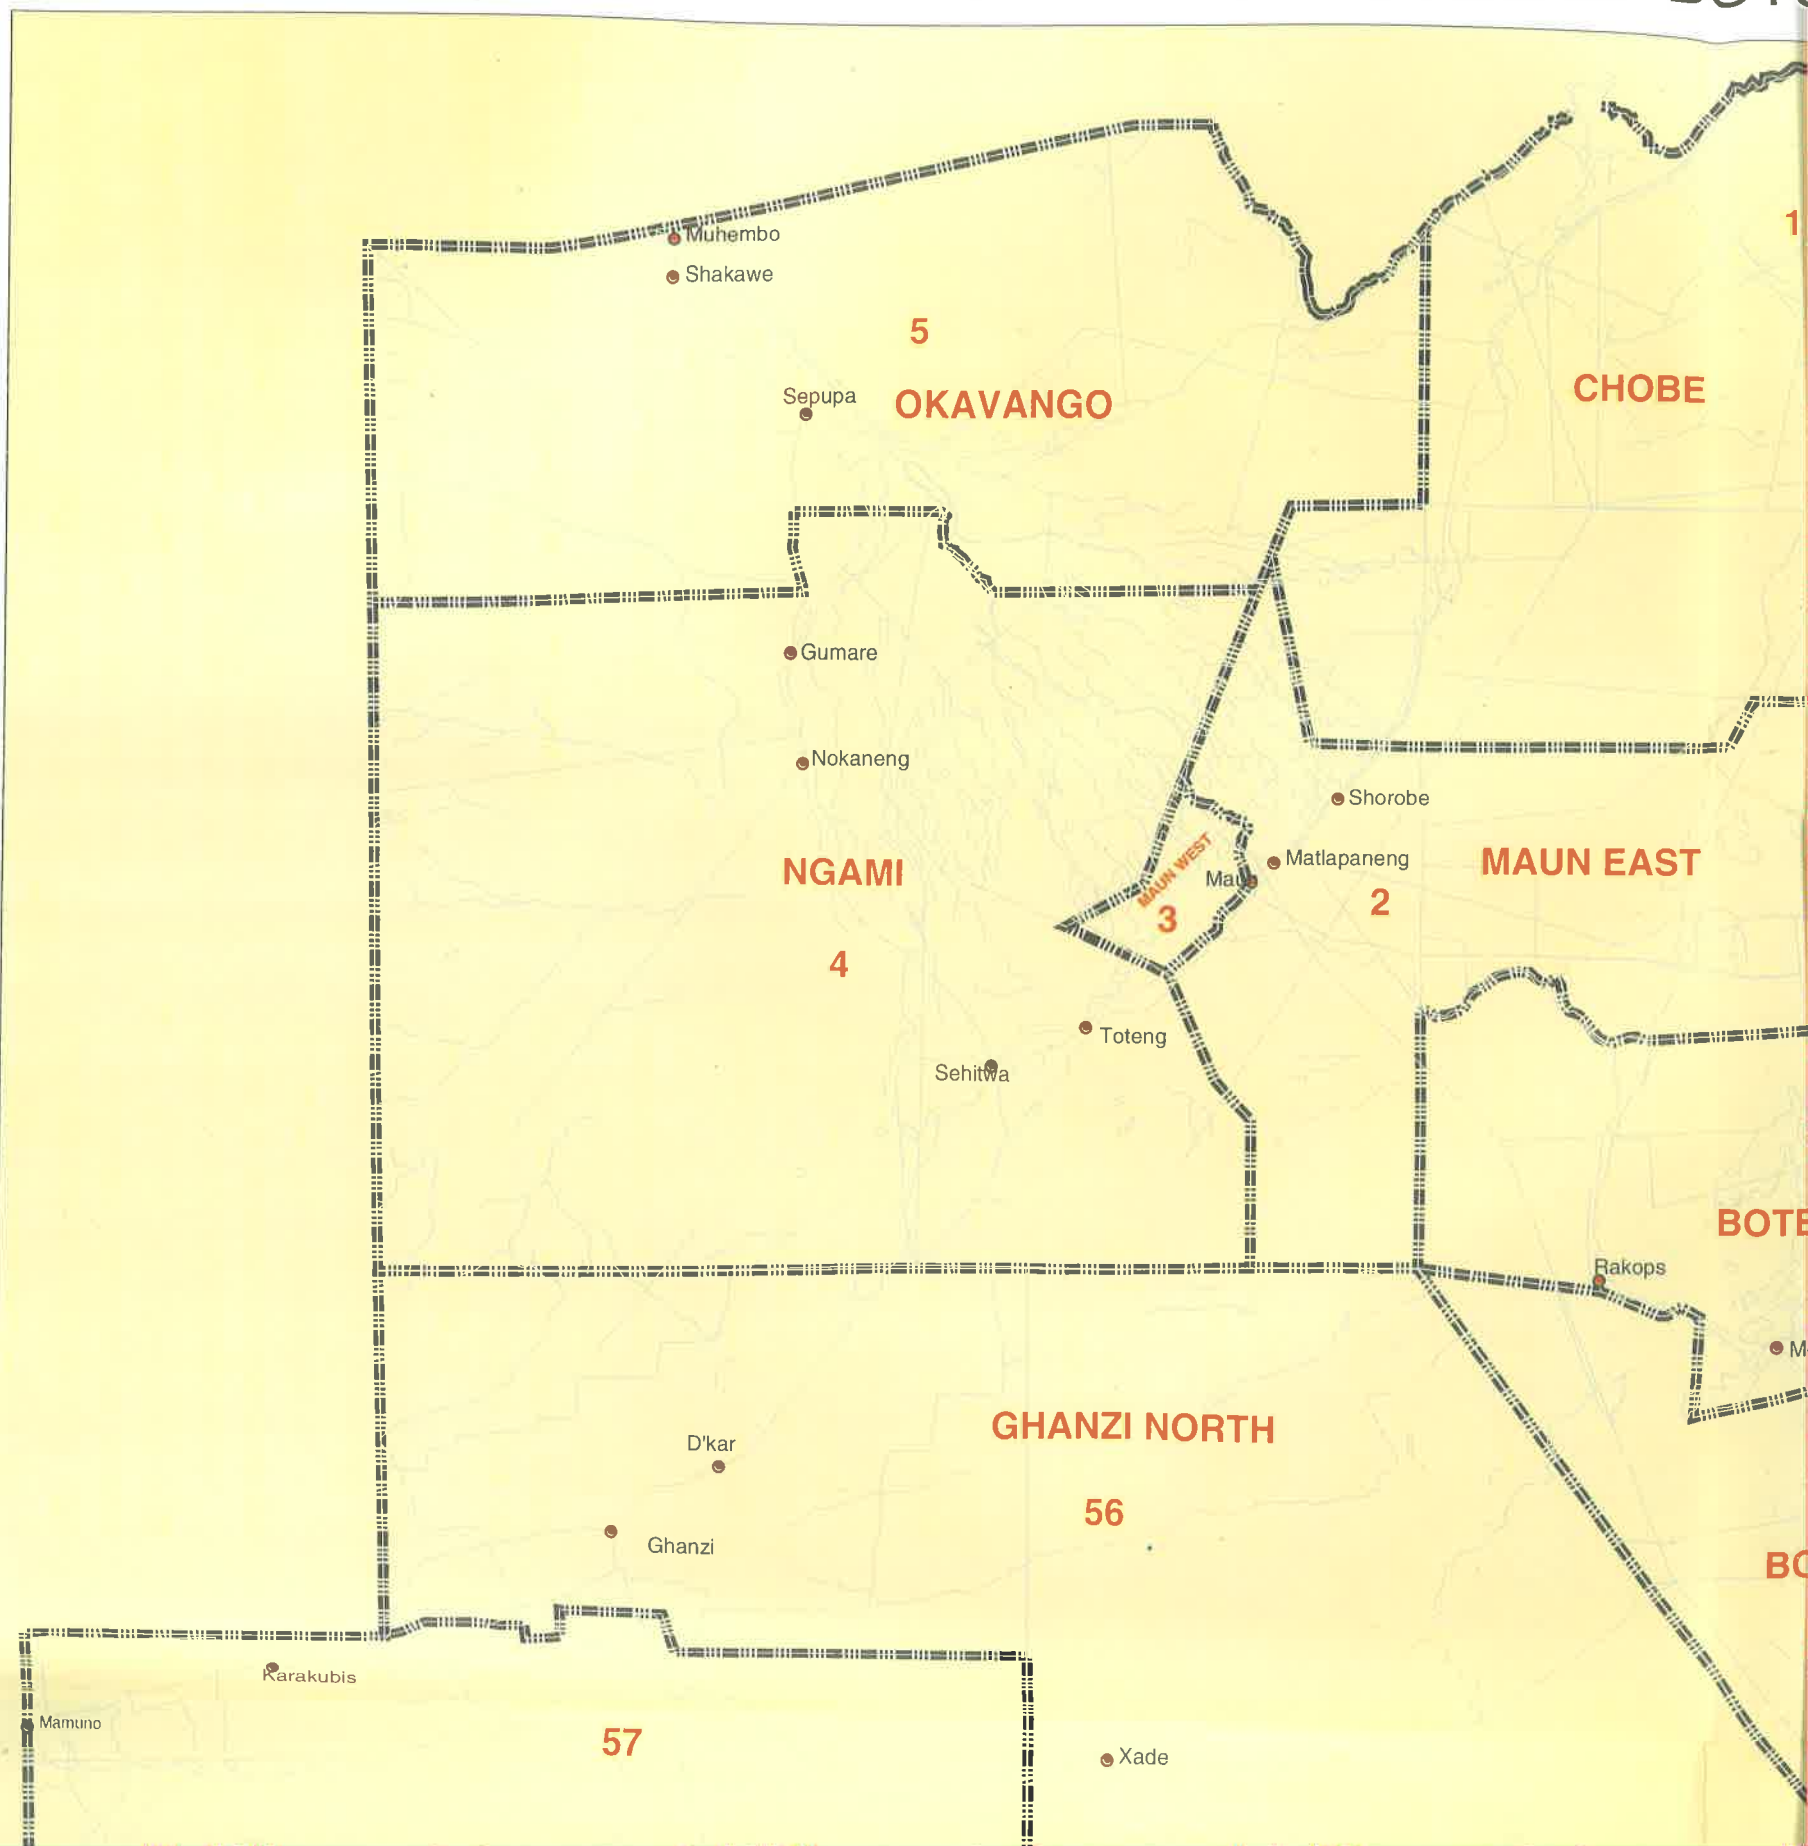 Muhembo
Shakawe
1
5
CHOBE
Sepupa
OKAVANGO
Gumare
Nokaneng
Shorobe
MAUN WEST
Matlapaneng
MAUN EAST
NGAMI
Maun
2
3
4
Toteng
Sehitwa
BOTE
Rakops
M
GHANZI NORTH
D'kar
56
Ghanzi
BO
Karakubis
Mamuno
57
Xade